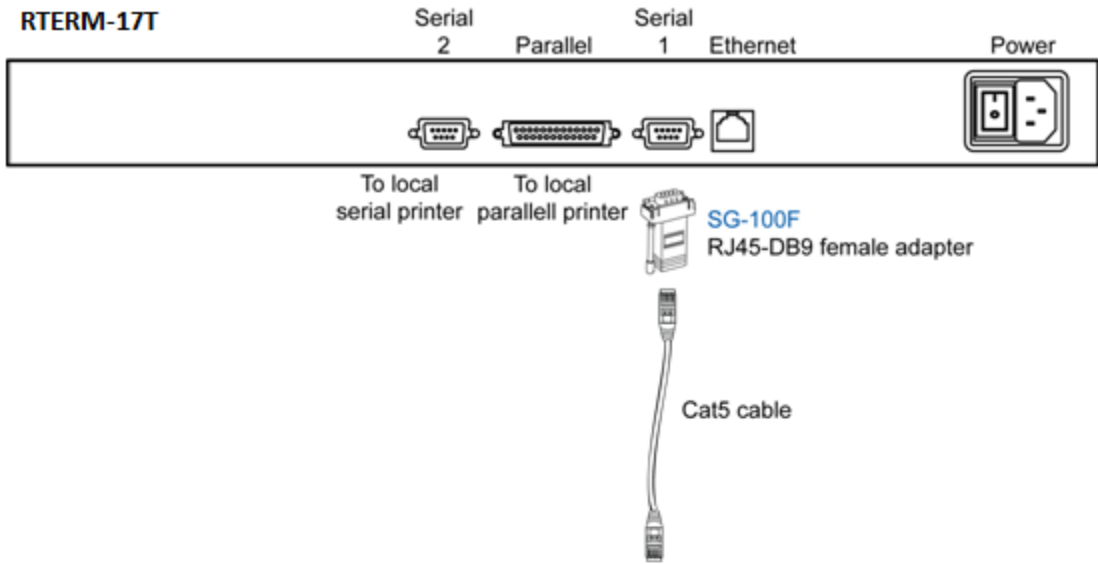 RTERM-17T
Serial
2
Parallel
Serial
1
Ethernet
Power
To local
serial printer
To local
parallell printer
SG-100F
RJ45-DB9 female adapter
Cat5 cable